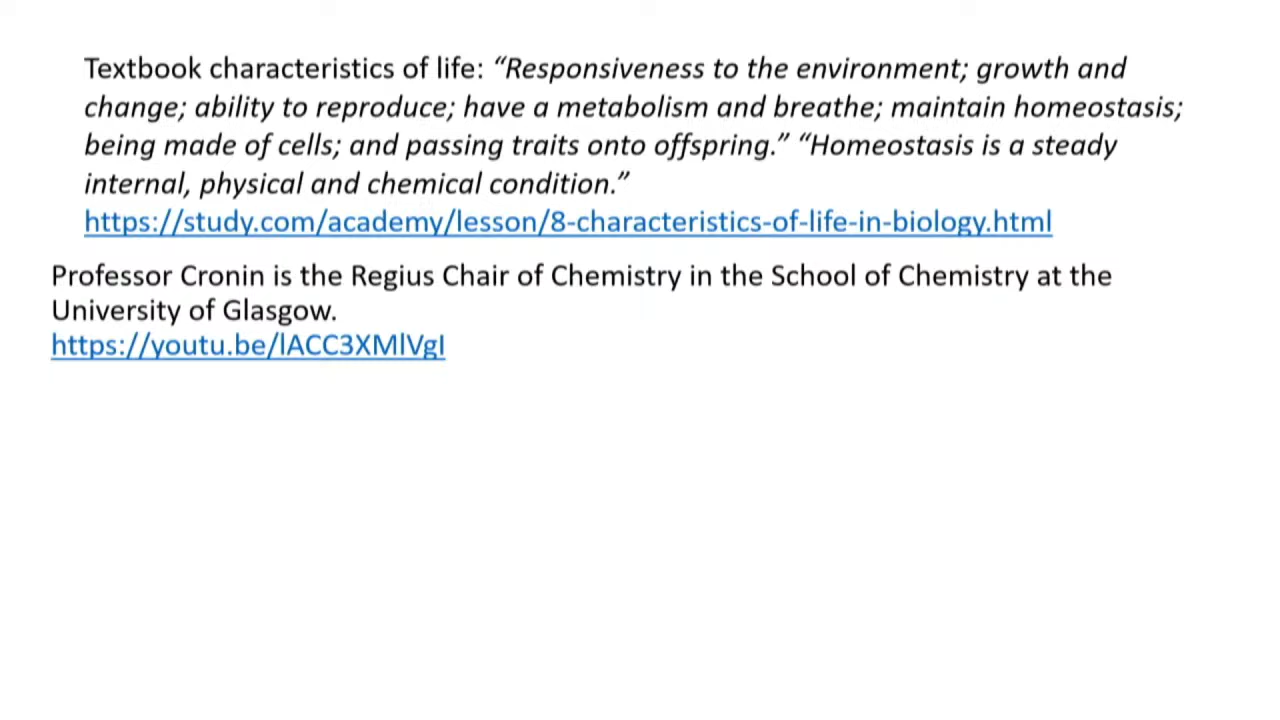 Textbook characteristics of life: “Responsiveness to the environment; growth and
change; ability to reproduce; have a metabolism and breathe; maintain homeostasis;
being made of cells; and passing traits onto offspring.” “Homeostasis is a steady
internal, physical and chemical condition.”
https://study.com/academy/lesson/8-characteristics-of-life-in-biology.html
Professor Cronin is the Regius Chair of Chemistry in the School of Chemistry at the
University of Glasgow.
https://youtu.be/lACC3XMlVgI